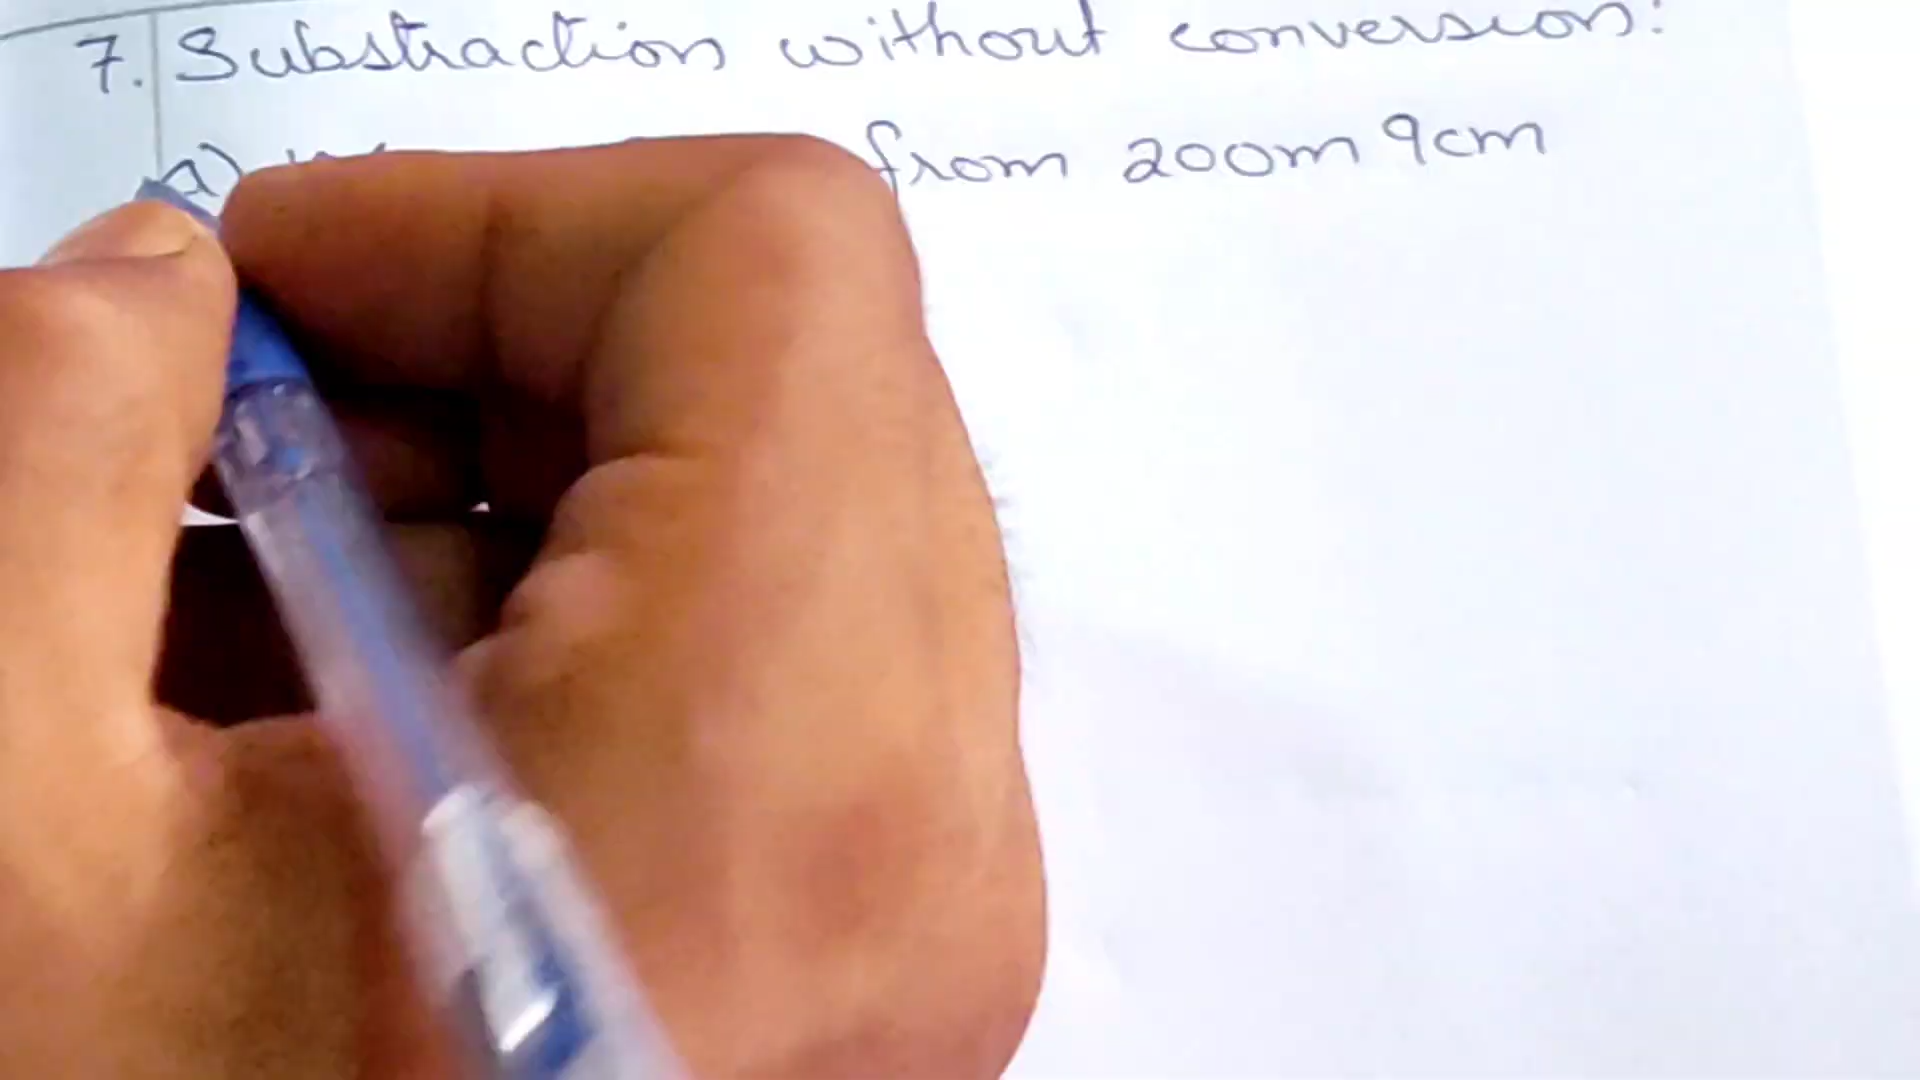 7. Substraction without conversion:
a) from 200m 9cm